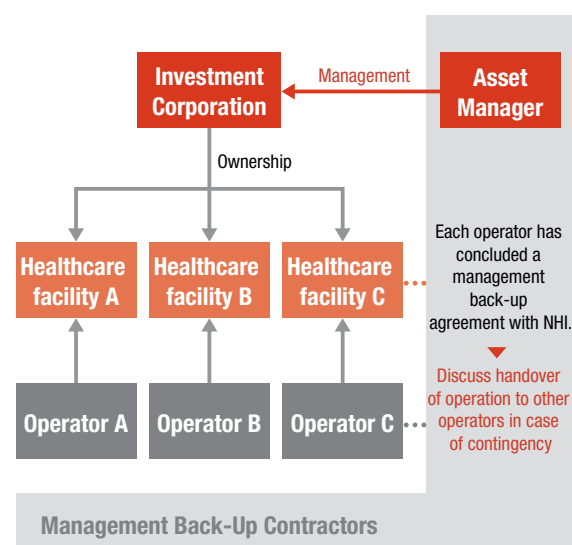 Investment
Corporation
Management
Asset
Manager
Ownership
Healthcare
facility A
Healthcare
facility B
Healthcare
facility C
Each operator has
concluded a
management
back-up
agreement with NHI.
Discuss handover
of operation to other
operators in case
of contingency
Operator A
Operator B
Operator C
Management Back-Up Contractors